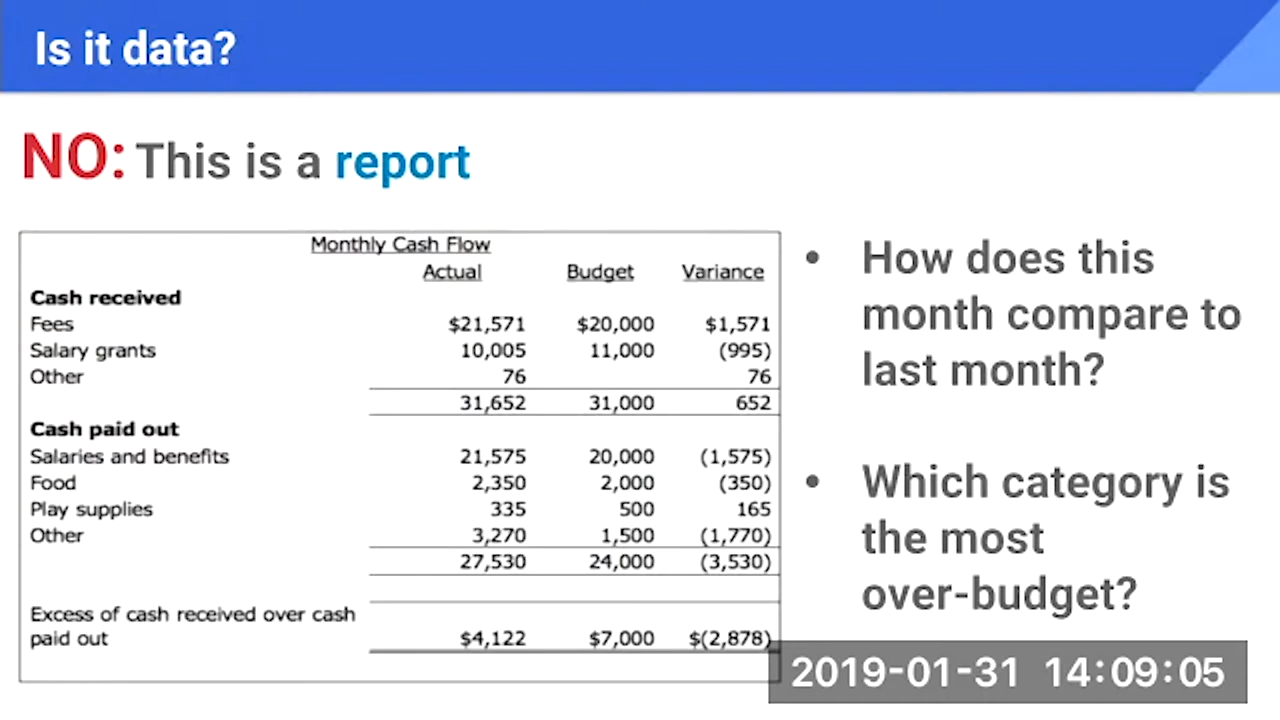 Is it data?
NO: This is a report
Monthly Cash Flow
Actual Budget Variance
Cash received
Fees $21,571 $20,000 $1,571
Salary grants 10,005 11,000 (995)
Other 76 76
31,652 31,000 652
Cash paid out
Salaries and benefits 21,575 20,000 (1,575)
Food 2,350 2,000 (350)
Play supplies 335 500 165
Other 3,270 1,500 (1,770)
27,530 24,000 (3,530)
Excess of cash received over cash
paid out $4,122 $7,000 $(2,878)
• How does this
month compare to
last month?
• Which category is
the most
over-budget?
2019-01-31 14:09:05